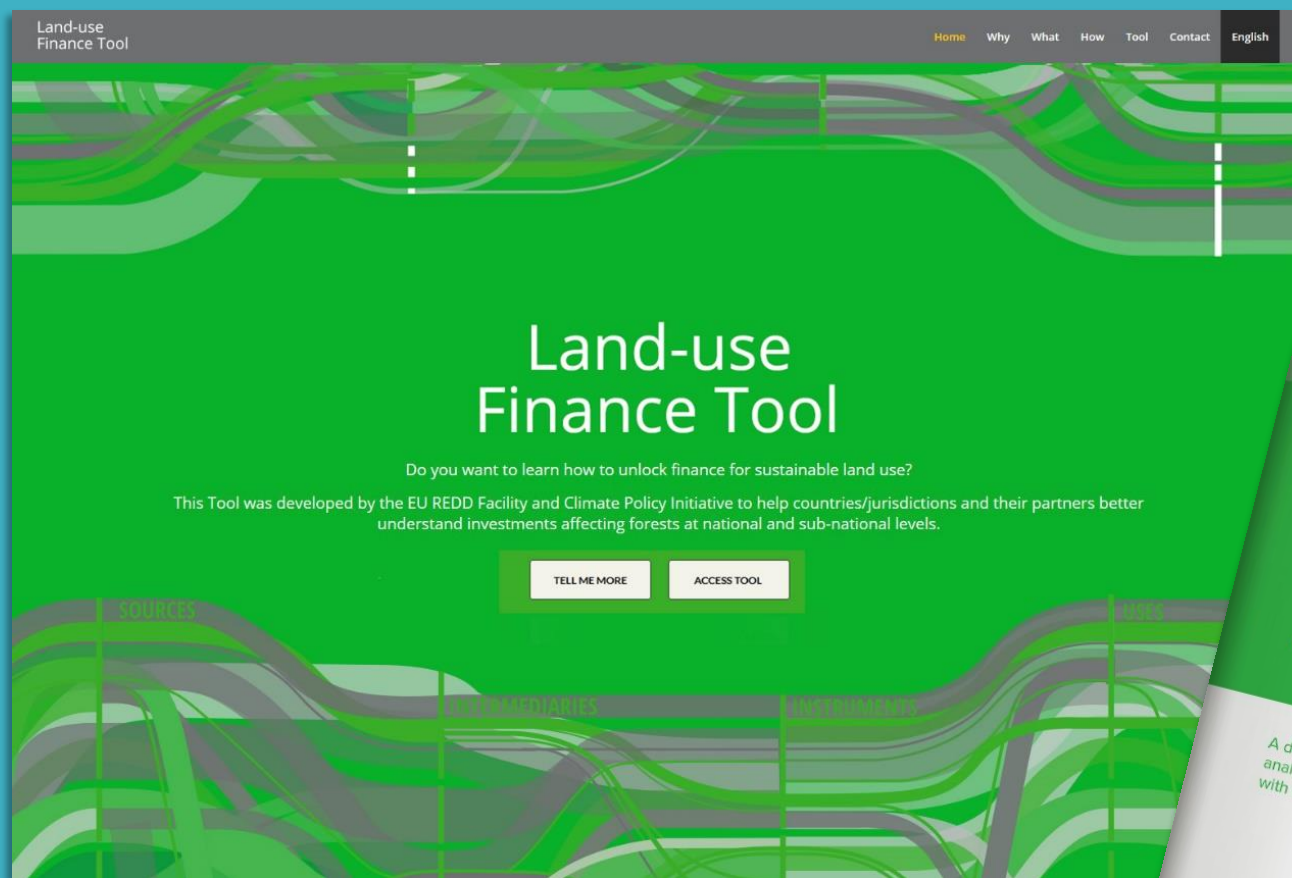 Land-use
Finance Tool
Home Why What How Tool Contact English
Land-use
Finance Tool
Do you want to learn how to unlock finance for sustainable land use?
This Tool was developed by the EU REDD Facility and Climate Policy Initiative to help countries/jurisdictions and their partners better
understand investments affecting forests at national and sub-national levels.
TELL ME MORE ACCESS TOOL
SOURCES USES
INTERMEDIARIES INSTRUMENTS
A
with